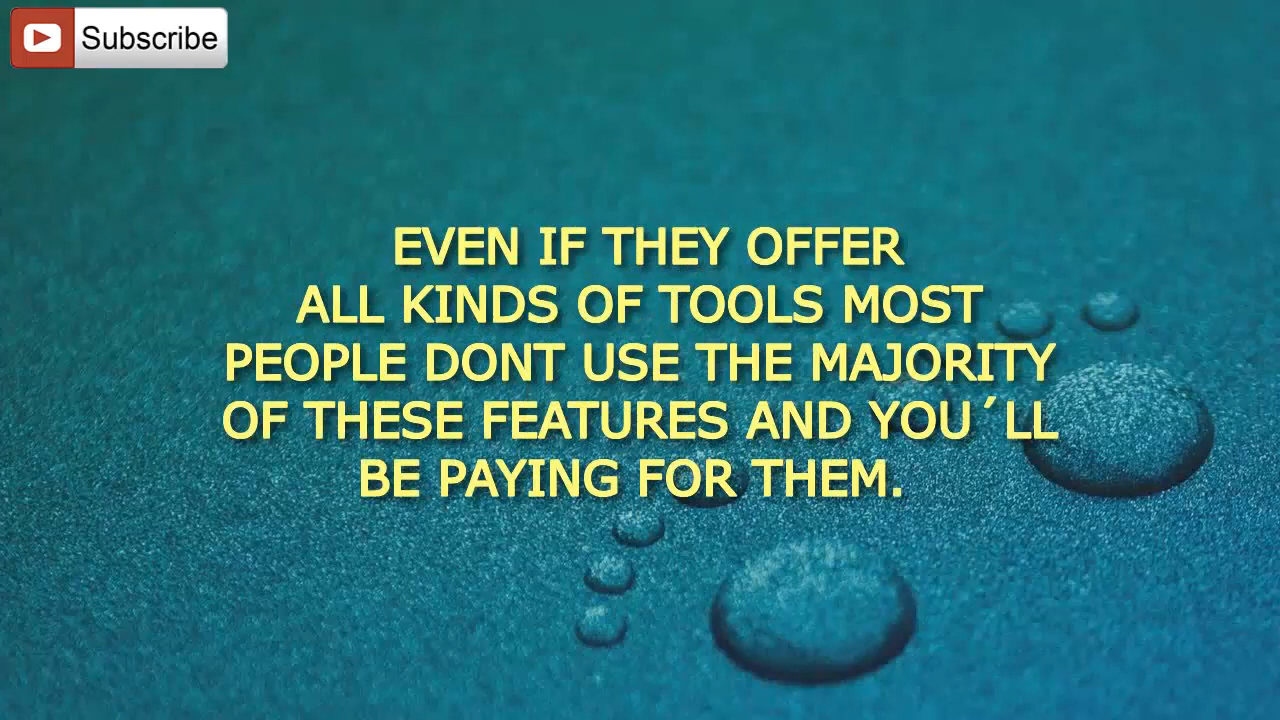 Subscribe
EVEN IF THEY OFFER
ALL KINDS OF TOOLS MOST
PEOPLE DONT USE THE MAJORITY
OF THESE FEATURES AND YOU´LL
BE PAYING FOR THEM.